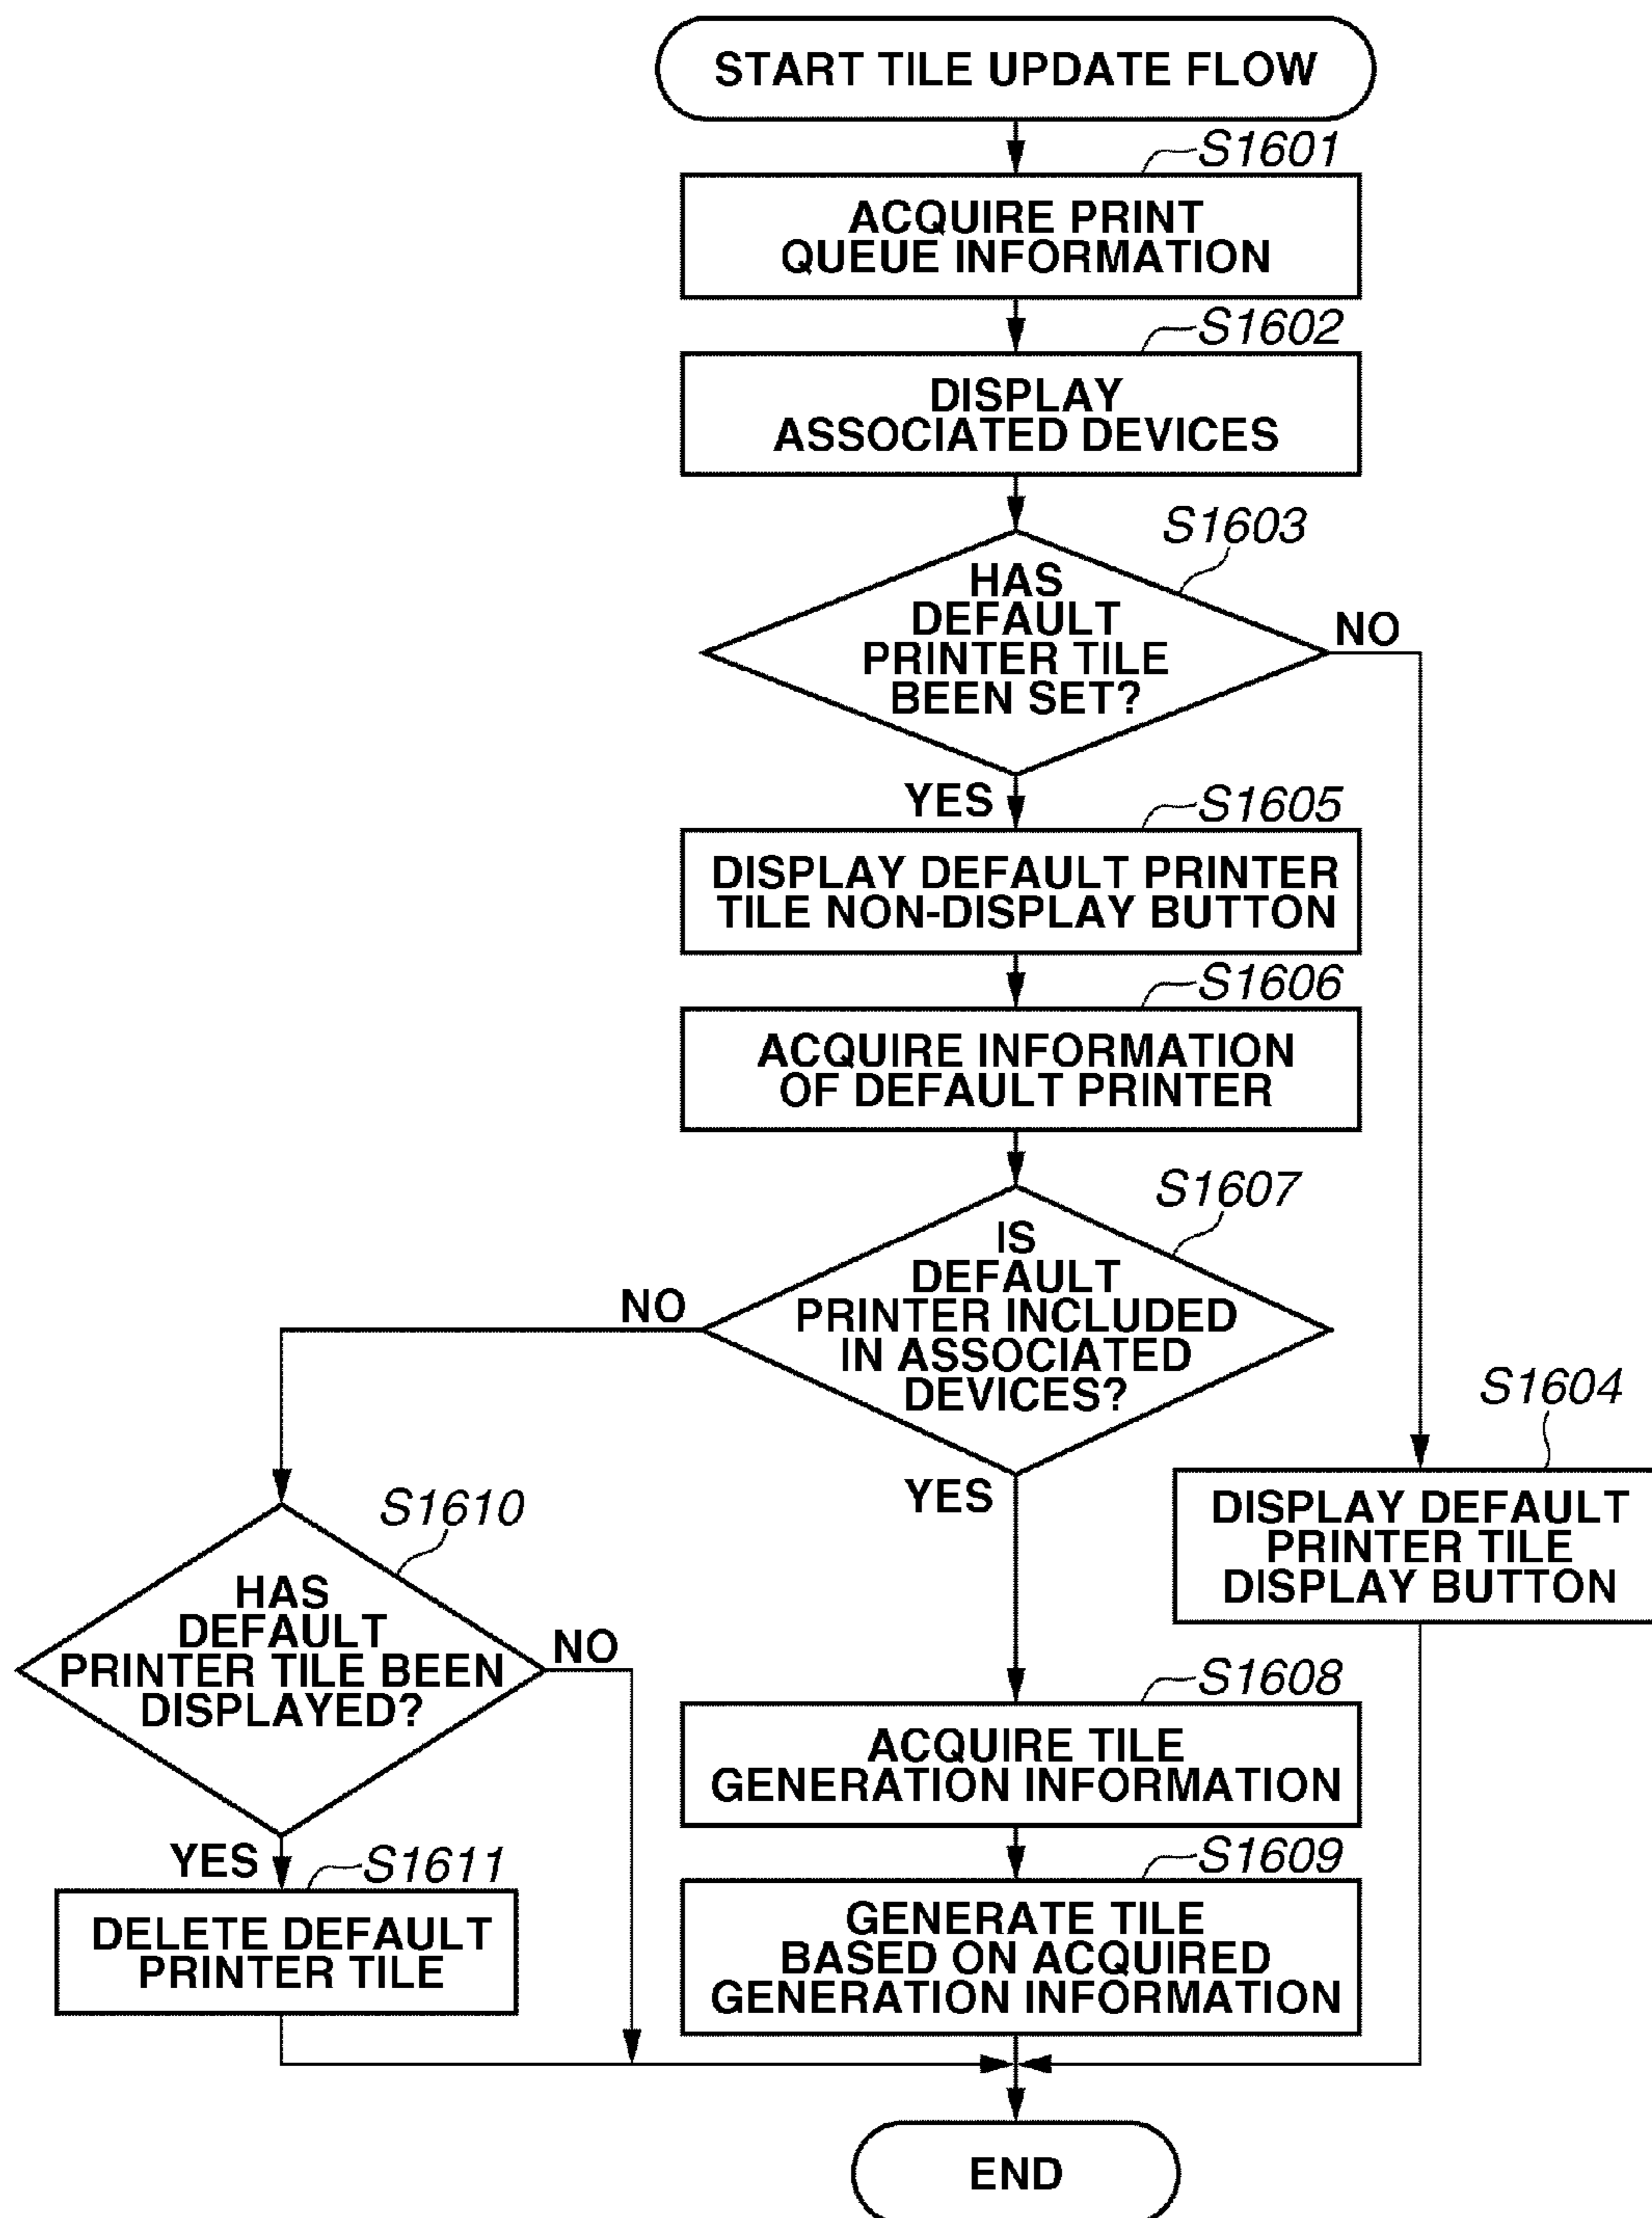 START TILE UPDATE FLOW
S1601
ACQUIRE PRINT
QUEUE INFORMATION
S1602
DISPLAY
ASSOCIATED DEVICES
S1603
HAS
DEFAULT
PRINTER TILE
BEEN SET?
NO
YES
S1605
DISPLAY DEFAULT PRINTER
TILE NON-DISPLAY BUTTON
S1606
ACQUIRE INFORMATION
OF DEFAULT PRINTER
S1607
IS
DEFAULT
PRINTER INCLUDED
IN ASSOCIATED
DEVICES?
NO
YES
S1604
DISPLAY DEFAULT
PRINTER TILE
DISPLAY BUTTON
S1610
HAS
DEFAULT
PRINTER TILE BEEN
DISPLAYED?
NO
YES
S1611
DELETE DEFAULT
PRINTER TILE
S1608
ACQUIRE TILE
GENERATION INFORMATION
S1609
GENERATE TILE
BASED ON ACQUIRED
GENERATION INFORMATION
END